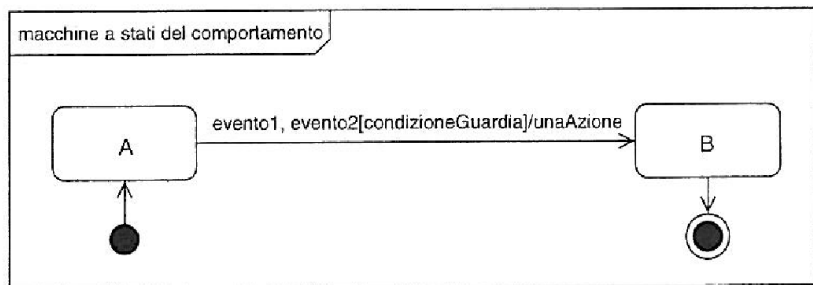 macchine a stati del comportamento
evento1, evento2[condizioneGuardia]/unaAzione
A
B